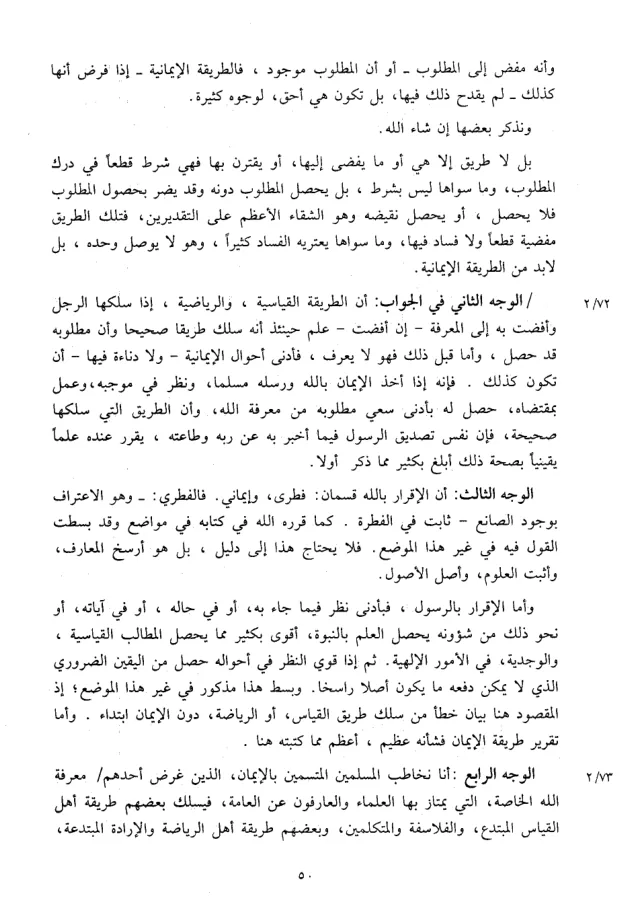 وأنه مفض إلى المطلوب ـ أو أن المطلوب موجود ، فالطريقة الإيمانية ـ إذا فرض أنها
كذلك ـ لم يقدح ذلك فيها، بل تكون هي أحق، لوجوه كثيرة.
ونذكر بعضها إن شاء الله.
بل لا طريق إلا هي أو ما يفضى إليها، أو يقترن بها فهي شرط قطعاً في درك
المطلوب، وما سواها ليس بشرط ، بل يحصل المطلوب دونه وقد يضر بحصول المطلوب
فلا يحصل ، أو يحصل نقيضه وهو الشقاء الأعظم على التقديرين، فتلك الطريق
مفضية قطعاً ولا فساد فيها، وما سواها يعتريه الفساد كثيراً ، وهو لا يوصل وحده ، بل
لابد من الطريقة الإيمانية.
٢/٧٢ / الوجه الثاني في الجواب: أن الطريقة القياسية ، والرياضية ، إذا سلكها الرجل
وأفضت به إلى المعرفة – إن أفضت – علم حينئذ أنه سلك طريقا صحيحا وأن مطلوبه
قد حصل ، وأما قبل ذلك فهو لا يعرف ، فأدنى أحوال الإيمانية – ولا دناءة فيها – أن
تكون كذلك . فإنه إذا أخذ الإيمان بالله ورسله مسلما، ونظر في موجبه، وعمل
بمقتضاه، حصل له بأدنى سعي مطلوبه من معرفة الله، وأن الطريق التي سلكها
صحيحة، فإن نفس تصديق الرسول فيما أخبر به عن ربه وطاعته ، يقرر عنده علماً
يقينياً بصحة ذلك أبلغ بكثير مما ذكر أولا.
الوجه الثالث: أن الإقرار بالله قسمان: فطرى، وإيماني. فالفطري: ـ وهو الاعتراف
بوجود الصانع – ثابت في الفطرة . كما قرره الله في كتابه في مواضع وقد بسطت
القول فيه في غير هذا الموضع. فلا يحتاج هذا إلى دليل ، بل هو أرسخ المعارف،
وأثبت العلوم، وأصل الأصول.
وأما الإقرار بالرسول ، فبأدنى نظر فيما جاء به، أو في حاله ، أو في آياته، أو
نحو ذلك من شؤونه يحصل العلم بالنبوة، أقوى بكثير مما يحصل المطالب القياسية ،
والوجدية، في الأمور الإلهية. ثم إذا قوي النظر في أحواله حصل من اليقين الضروري
الذي لا يمكن دفعه ما يكون أصلا راسخا. وبسط هذا مذكور في غير هذا الموضع؛ إذ
المقصود هنا بيان خطأ من سلك طريق القياس، أو الرياضة، دون الإيمان ابتداء . وأما
تقرير طريقة الإيمان فشأنه عظيم ، أعظم مما كتبته هنا .
٢/٧٣ الوجه الرابع :أنا نخاطب المسلمين المتسمين بالإيمان، الذين غرض أحدهم/ معرفة
الله الخاصة، التي يمتاز بها العلماء والعارفون عن العامة، فيسلك بعضهم طريقة أهل
القياس المبتدع، والفلاسفة والمتكلمين، وبعضهم طريقة أهل الرياضة والإرادة المبتدعة،
٥٠